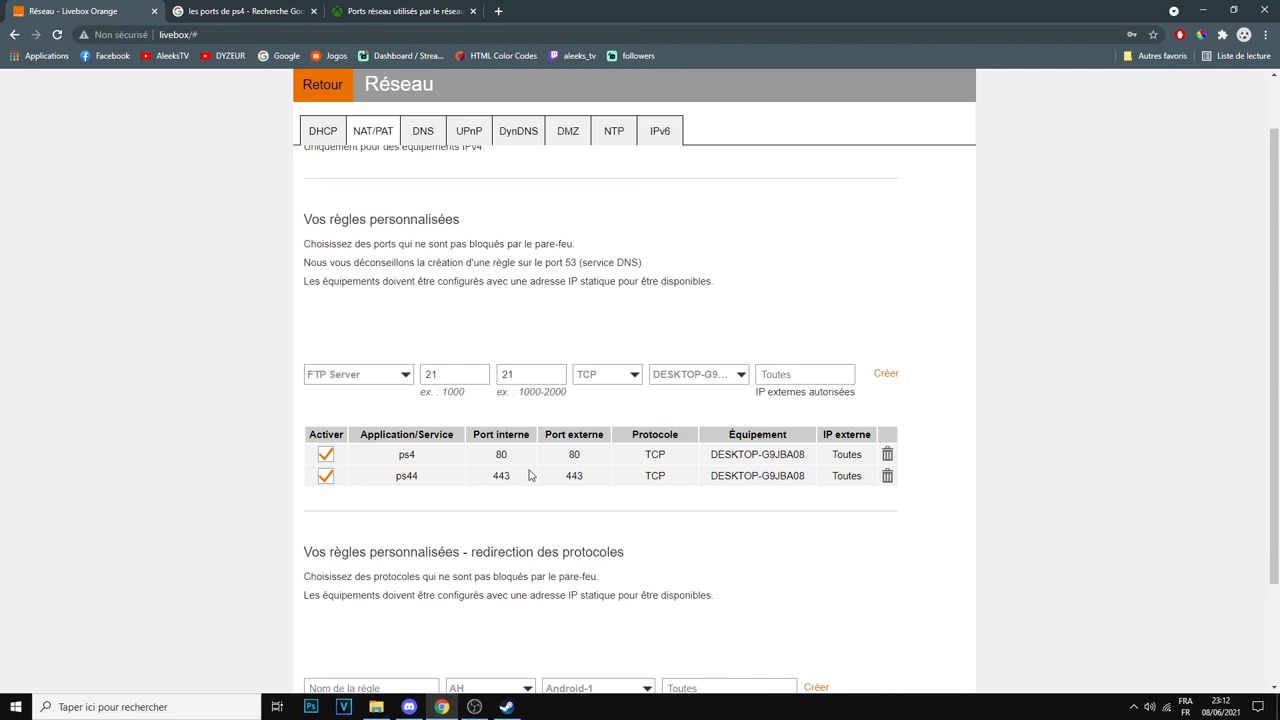 Réseau - Livebox Orange
les ports de ps4 - Recherche Goo
Ports réseau utilisés par le réseau
Non sécurisé
livebox/#
Applications
Facebook
AleeksTV
DYZEUR
Google
Jogos
Dashboard / Strea...
HTML Color Codes
aleeks_tv
followers
Autres favoris
Liste de lecture
Retour
Réseau
DHCP
NAT/PAT
DNS
UPnP
DynDNS
DMZ
NTP
IPv6
Uniquement pour des équipements IPv4.
Vos règles personnalisées
Choisissez des ports qui ne sont pas bloqués par le pare-feu.
Nous vous déconseillons la création d'une règle sur le port 53 (service DNS).
Les équipements doivent être configurés avec une adresse IP statique pour être disponibles.
FTP Server 21 21 TCP DESKTOP-G9... Toutes Créer
ex. : 1000 ex. : 1000-2000 IP externes autorisées
Activer Application/Service Port interne Port externe Protocole Équipement IP externe
ps4 80 80 TCP DESKTOP-G9JBA08 Toutes
ps44 443 443 TCP DESKTOP-G9JBA08 Toutes
Vos règles personnalisées - redirection des protocoles
Choisissez des protocoles qui ne sont pas bloqués par le pare-feu.
Les équipements doivent être configurés avec une adresse IP statique pour être disponibles.
Nom de la règle AH Android-1 Toutes Créer
Taper ici pour rechercher
FRA
FR
23:12
08/06/2021